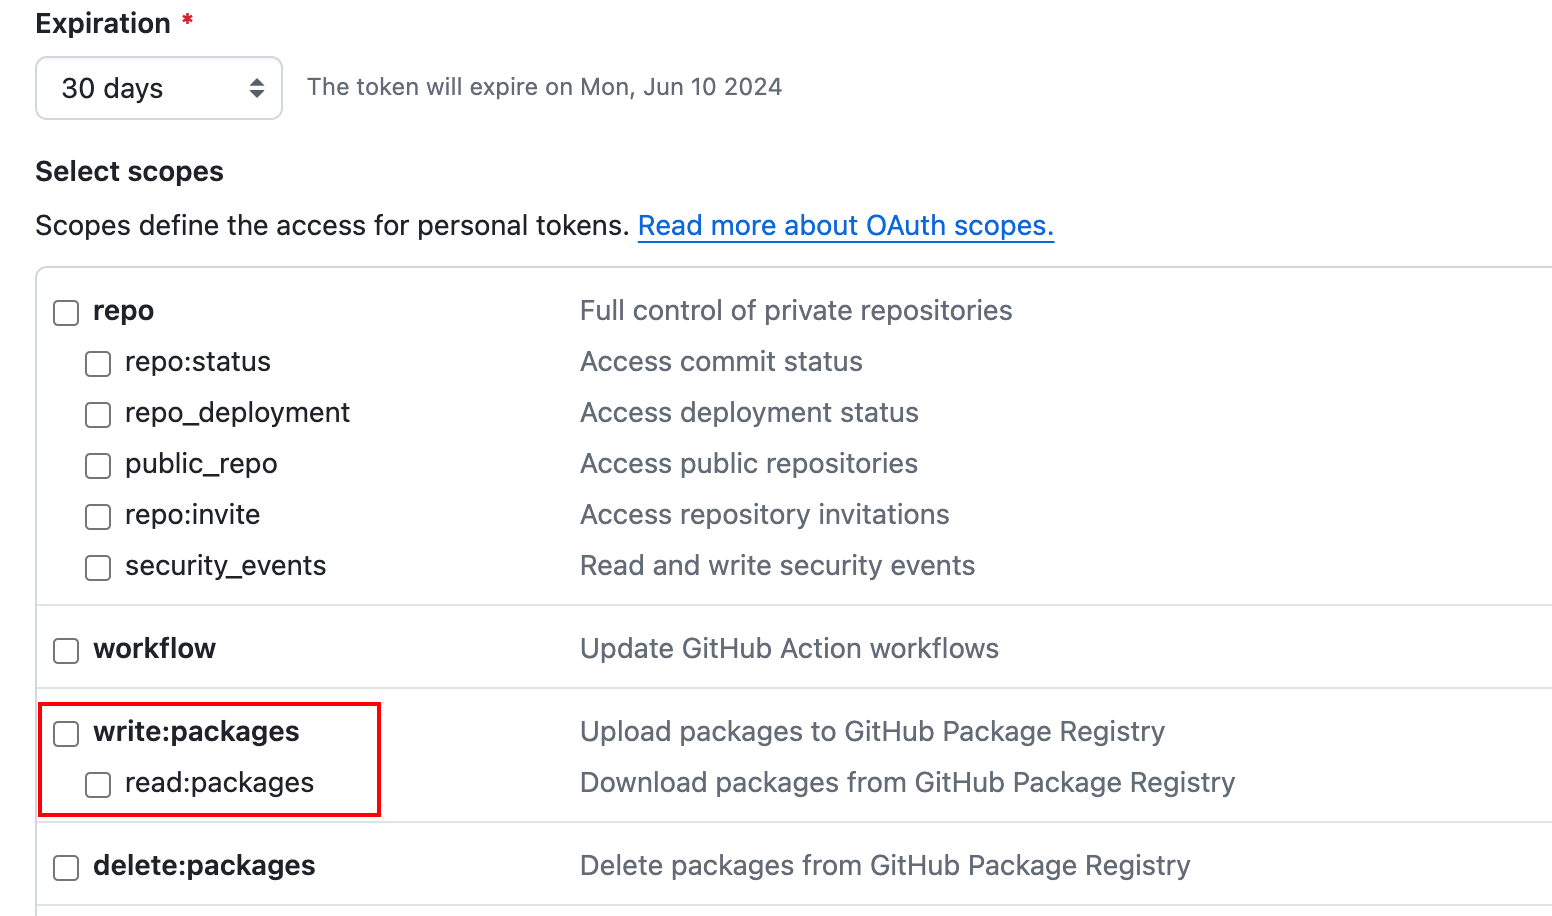 Expiration *
30 days The token will expire on Mon, Jun 10 2024
Select scopes
Scopes define the access for personal tokens. Read more about OAuth scopes.
repo Full control of private repositories
repo:status Access commit status
repo_deployment Access deployment status
public_repo Access public repositories
repo:invite Access repository invitations
security_events Read and write security events
workflow Update GitHub Action workflows
write:packages Upload packages to GitHub Package Registry
read:packages Download packages from GitHub Package Registry
delete:packages Delete packages from GitHub Package Registry